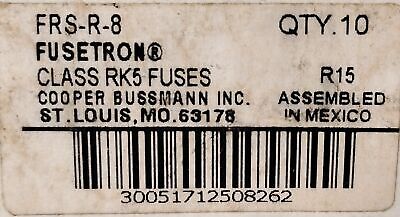 FRS-R-8 QTY.10
FUSETRON®
CLASS RK5 FUSES R15
COOPER BUSSMANN INC. ASSEMBLED
ST. LOUIS, MO. 63178 IN MEXICO
30051712508262